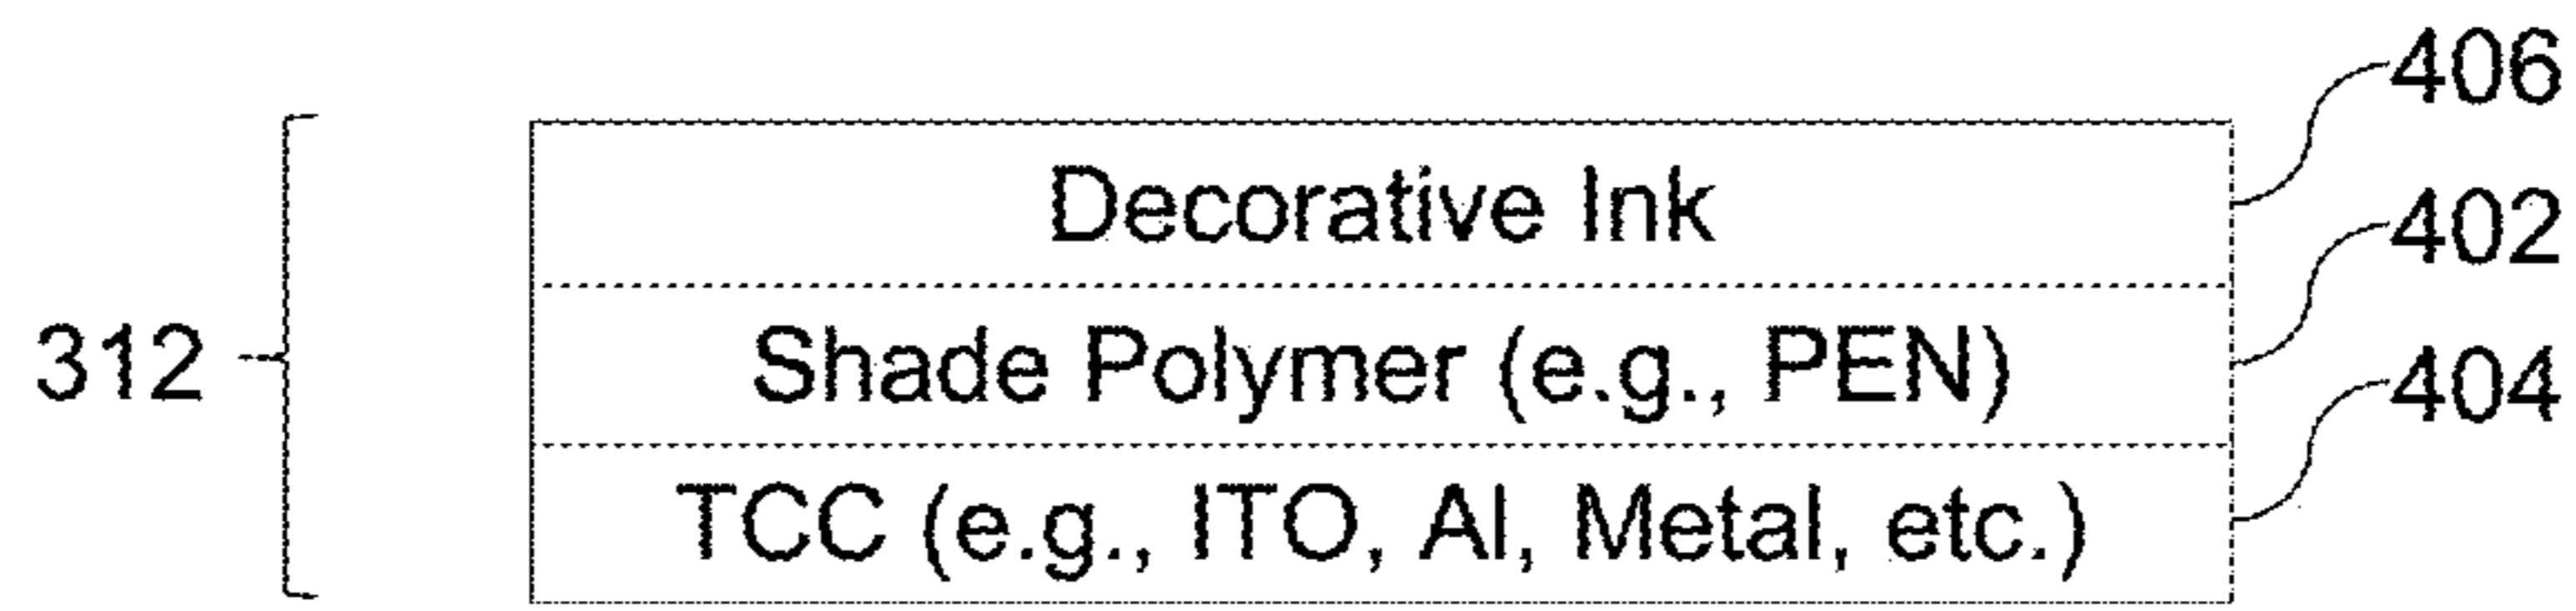 406
Decorative Ink
402
312
Shade Polymer (e.g., PEN)
404
TCC (e.g., ITO, Al, Metal, etc.)